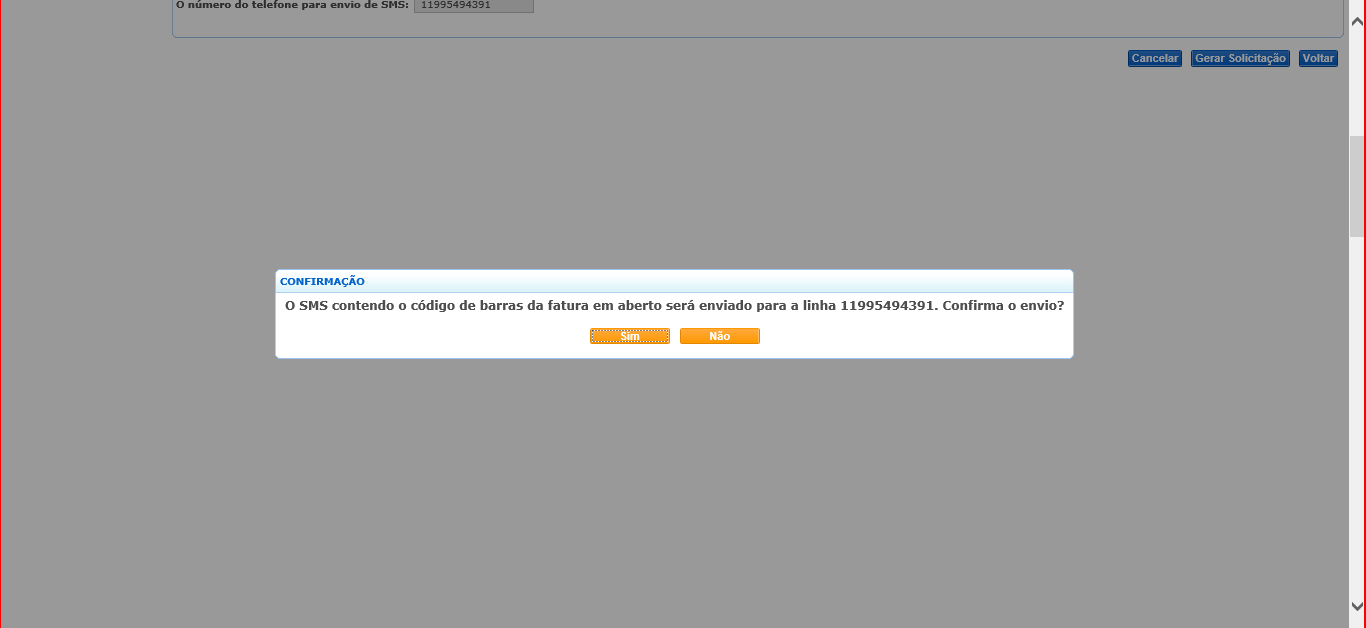 O número do telefone para envio de SMS: 11995494391
Cancelar Gerar Solicitação Voltar
CONFIRMAÇÃO
O SMS contendo o código de barras da fatura em aberto será enviado para a linha 11995494391. Confirma o envio?
Sim Não